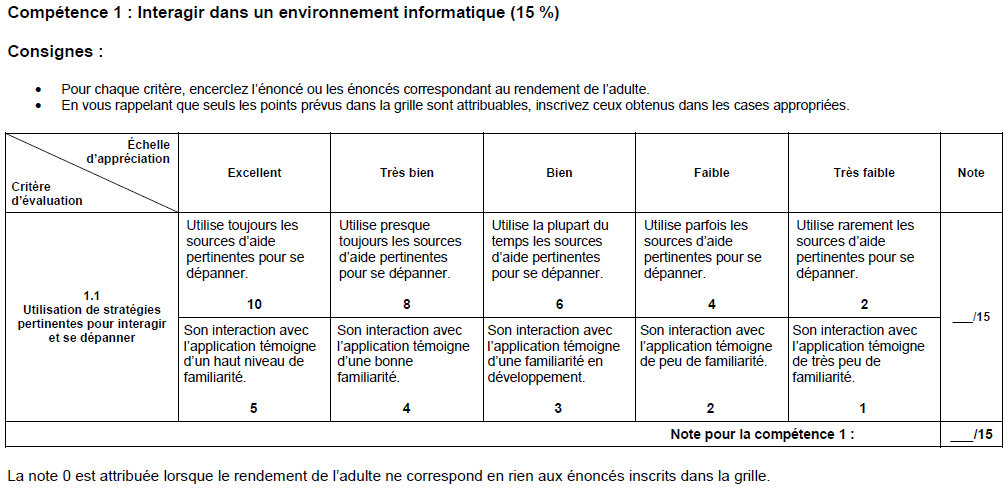 Compétence 1 : Interagir dans un environnement informatique (15 %)
Consignes :
• Pour chaque critère, encerclez l’énoncé ou les énoncés correspondant au rendement de l’adulte.
• En vous rappelant que seuls les points prévus dans la grille sont attribuables, inscrivez ceux obtenus dans les cases appropriées.
Échelle
d’appréciation
Critère
d’évaluation
Excellent
Très bien
Bien
Faible
Très faible
Note
1.1
Utilisation de stratégies
pertinentes pour interagir
et se dépanner
Utilise toujours les
sources d’aide
pertinentes pour se
dépanner.
10
Utilise presque
toujours les sources
d’aide pertinentes
pour se dépanner.
8
Utilise la plupart du
temps les sources
d’aide pertinentes
pour se dépanner.
6
Utilise parfois les
sources d’aide
pertinentes pour se
dépanner.
4
Utilise rarement les
sources d’aide
pertinentes pour se
dépanner.
2
___/15
Son interaction avec
l’application témoigne
d’un haut niveau de
familiarité.
5
Son interaction avec
l’application témoigne
d’une bonne
familiarité.
4
Son interaction avec
l’application témoigne
d’une familiarité en
développement.
3
Son interaction avec
l’application témoigne
de peu de familiarité.
2
Son interaction avec
l’application témoigne
de très peu de
familiarité.
1
Note pour la compétence 1 :
___/15
La note 0 est attribuée lorsque le rendement de l’adulte ne correspond en rien aux énoncés inscrits dans la grille.